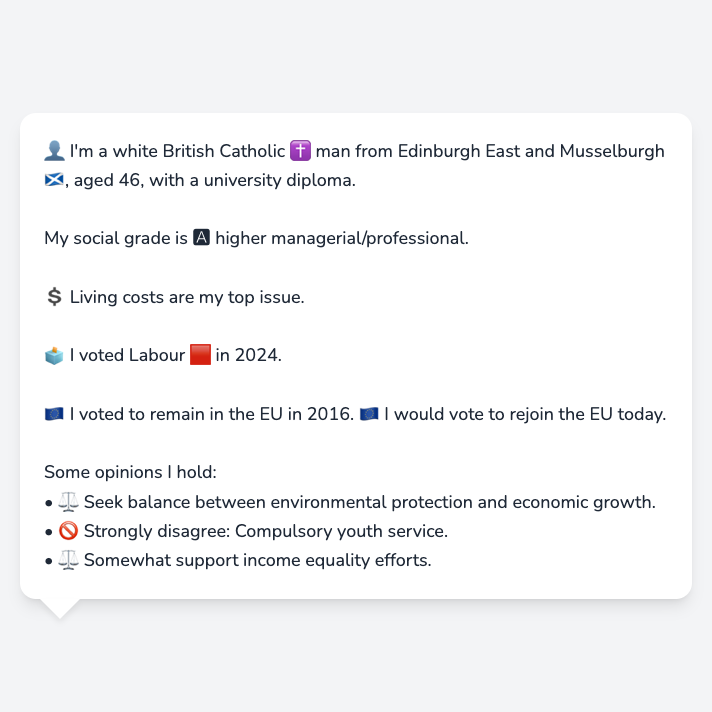 👤 I'm a white British Catholic ✝️ man from Edinburgh East and Musselburgh
🏴󠁧󠁢󠁳󠁣󠁴󠁿, aged 46, with a university diploma.
My social grade is 🅰 higher managerial/professional.
💲 Living costs are my top issue.
🗳️ I voted Labour 🟥 in 2024.
🇪🇺 I voted to remain in the EU in 2016. 🇪🇺 I would vote to rejoin the EU today.
Some opinions I hold:
• ⚖️ Seek balance between environmental protection and economic growth.
• 🚫 Strongly disagree: Compulsory youth service.
• ⚖️ Somewhat support income equality efforts.